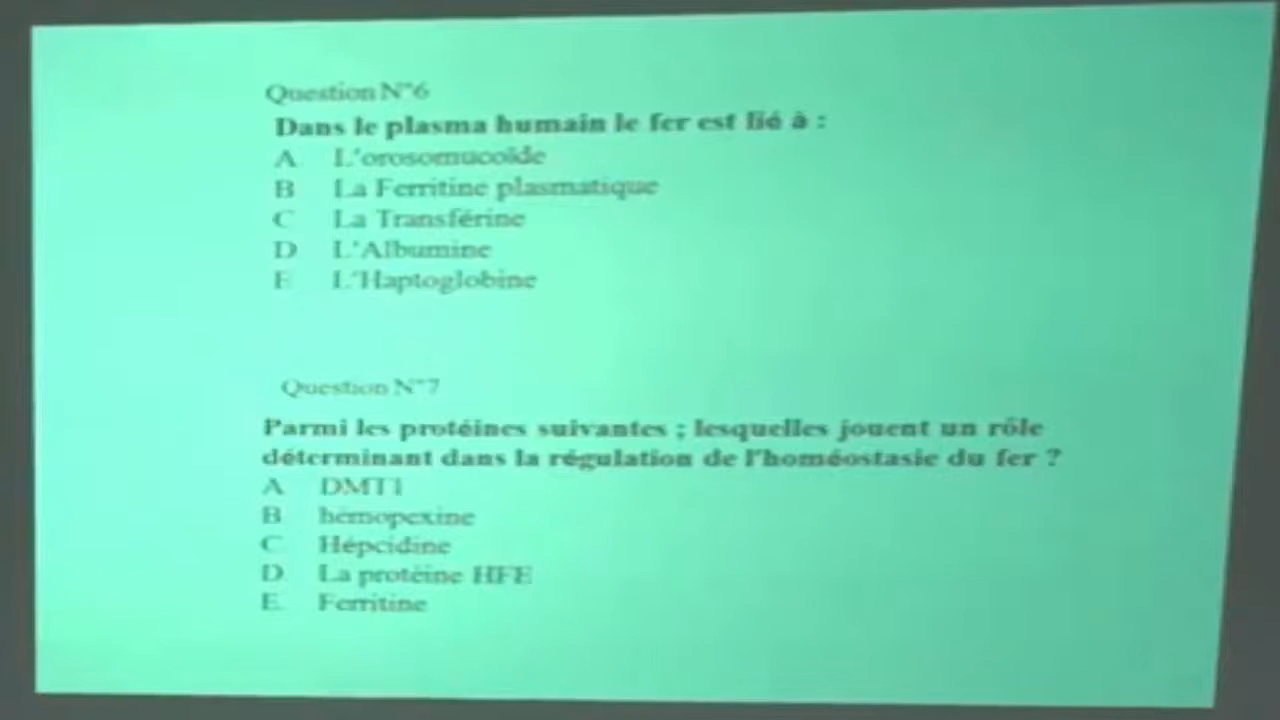 Question N°6
Dans le plasma humain le fer est lié à :
A L'orosomucoïde
B La Ferritine plasmatique
C La Transférine
D L'Albumine
E L'Haptoglobine
Question N°7
Parmi les protéines suivantes ; lesquelles jouent un rôle
déterminant dans la régulation de l'homéostasie du fer ?
A DMT1
B hémopexine
C Hépcidine
D La protéine HFE
E. Ferritine